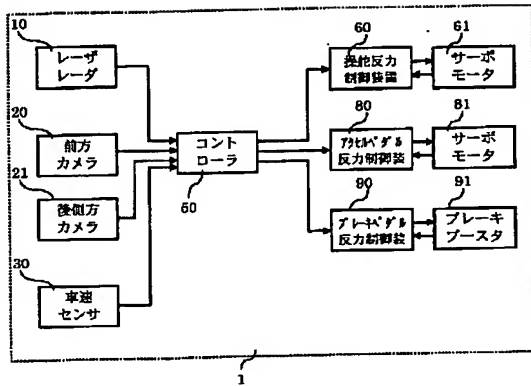 10
レーザ
レーダ
20
前方
カメラ
21
後側方
カメラ
30
車速
センサ
コント
ローラ
50
60
操舵反力
制御装置
61
サーボ
モータ
80
アクセルペダル
反力制御装
81
サーボ
モータ
90
ブレーキペダル
反力制御装
91
ブレーキ
ブースタ
1